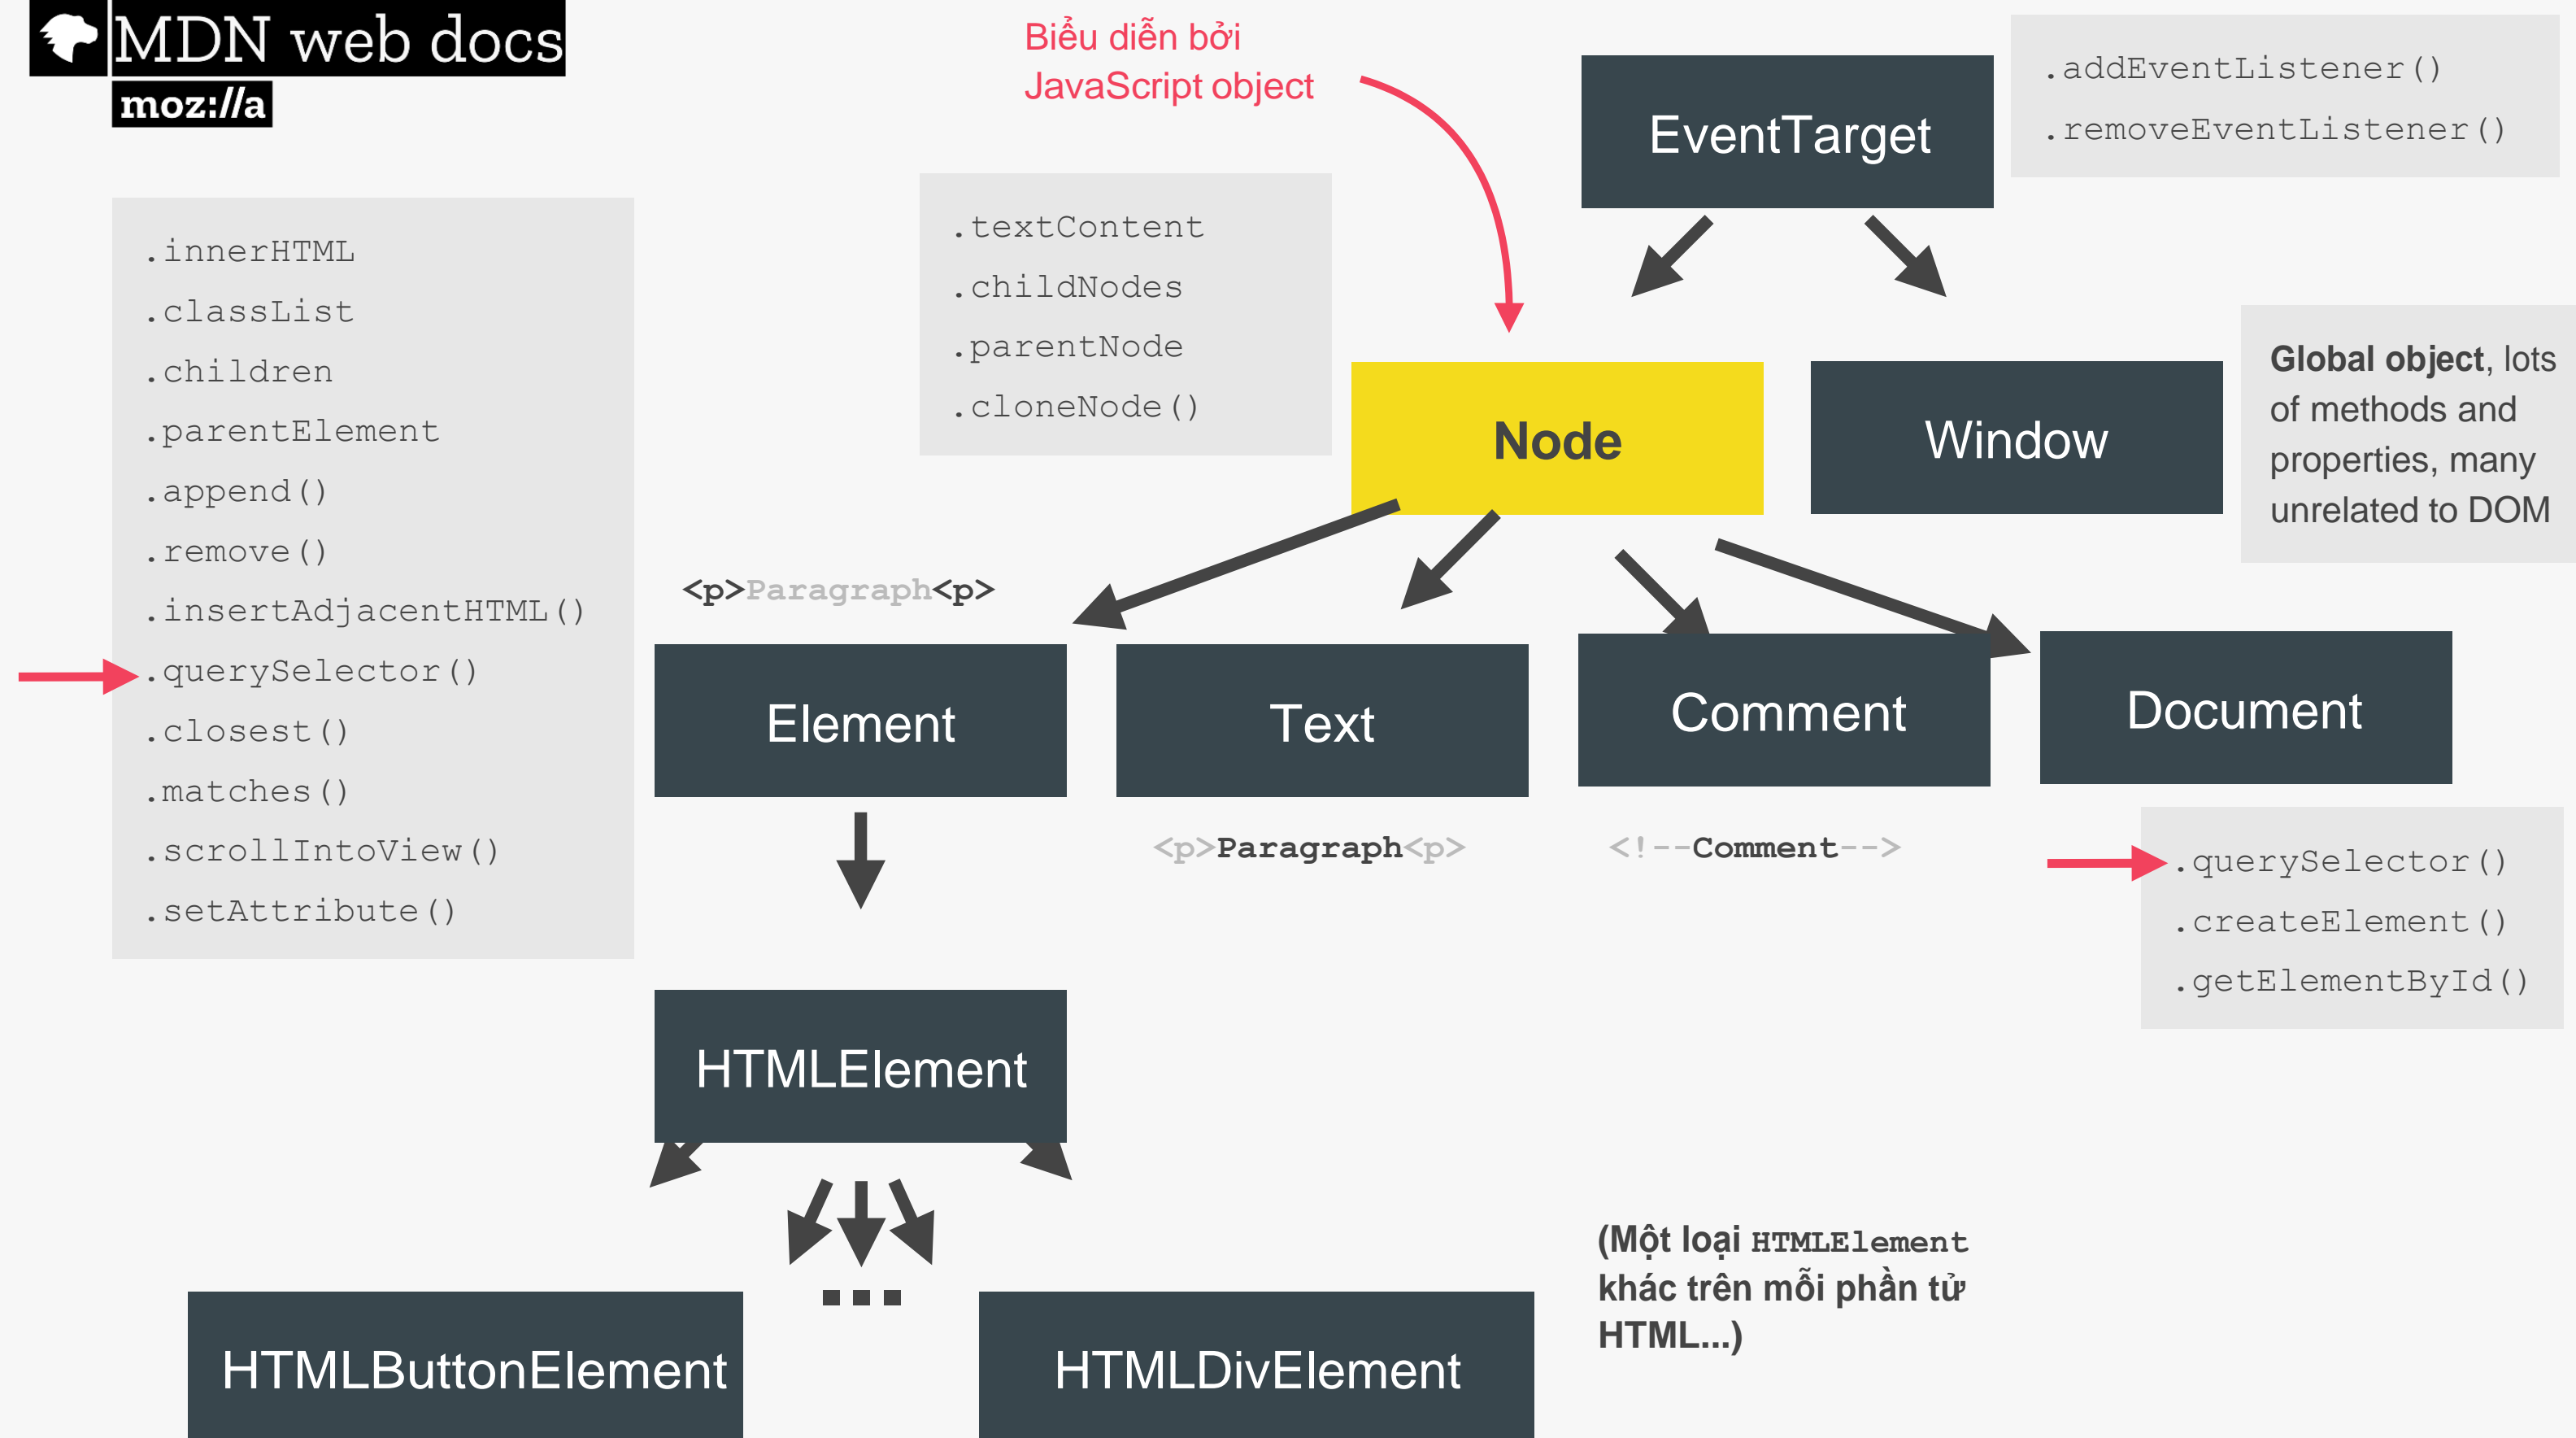 MDN web docs
moz://a
Biểu diễn bởi
JavaScript object
EventTarget
.addEventListener()
.removeEventListener()
.innerHTML
.classList
.children
.parentElement
.append()
.remove()
.insertAdjacentHTML()
.querySelector()
.closest()
.matches()
.scrollIntoView()
.setAttribute()
.textContent
.childNodes
.parentNode
.cloneNode()
Node
Window
Global object, lots
of methods and
properties, many
unrelated to DOM
<p>Paragraph<p>
Element
Text
Comment
Document
<p>Paragraph<p>
<!--Comment-->
.querySelector()
.createElement()
.getElementById()
HTMLElement
...
HTMLButtonElement
HTMLDivElement
(Một loại HTMLElement
khác trên mỗi phần tử
HTML...)